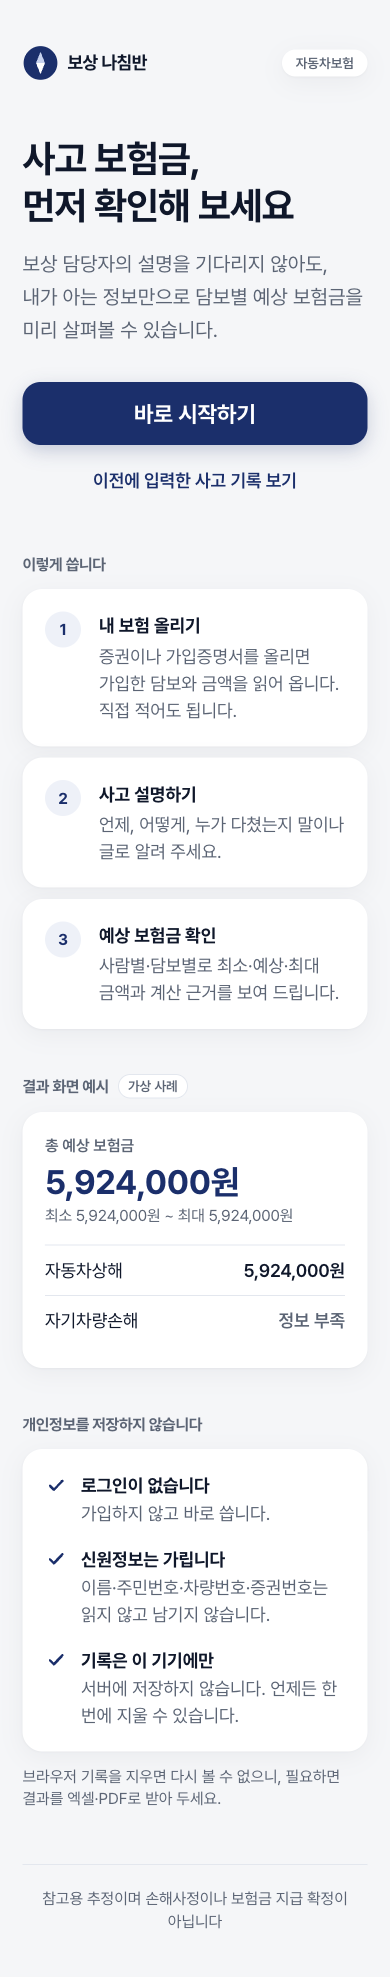 보상 나침반
자동차보험
사고 보험금,
먼저 확인해 보세요
보상 담당자의 설명을 기다리지 않아도,
내가 아는 정보만으로 담보별 예상 보험금을
미리 살펴볼 수 있습니다.
바로 시작하기
이전에 입력한 사고 기록 보기
이렇게 씁니다
1
내 보험 올리기
증권이나 가입증명서를 올리면
가입한 담보와 금액을 읽어 옵니다.
직접 적어도 됩니다.
2
사고 설명하기
언제, 어떻게, 누가 다쳤는지 말이나
글로 알려 주세요.
3
예상 보험금 확인
사람별·담보별로 최소·예상·최대
금액과 계산 근거를 보여 드립니다.
결과 화면 예시
가상 사례
총 예상 보험금
5,924,000원
최소 5,924,000원 ~ 최대 5,924,000원
자동차상해 5,924,000원
자기차량손해 정보 부족
개인정보를 저장하지 않습니다
로그인이 없습니다
가입하지 않고 바로 씁니다.
신원정보는 가립니다
이름·주민번호·차량번호·증권번호는
읽지 않고 남기지 않습니다.
기록은 이 기기에만
서버에 저장하지 않습니다. 언제든 한
번에 지울 수 있습니다.
브라우저 기록을 지우면 다시 볼 수 없으니, 필요하면
결과를 엑셀·PDF로 받아 두세요.
참고용 추정이며 손해사정이나 보험금 지급 확정이
아닙니다